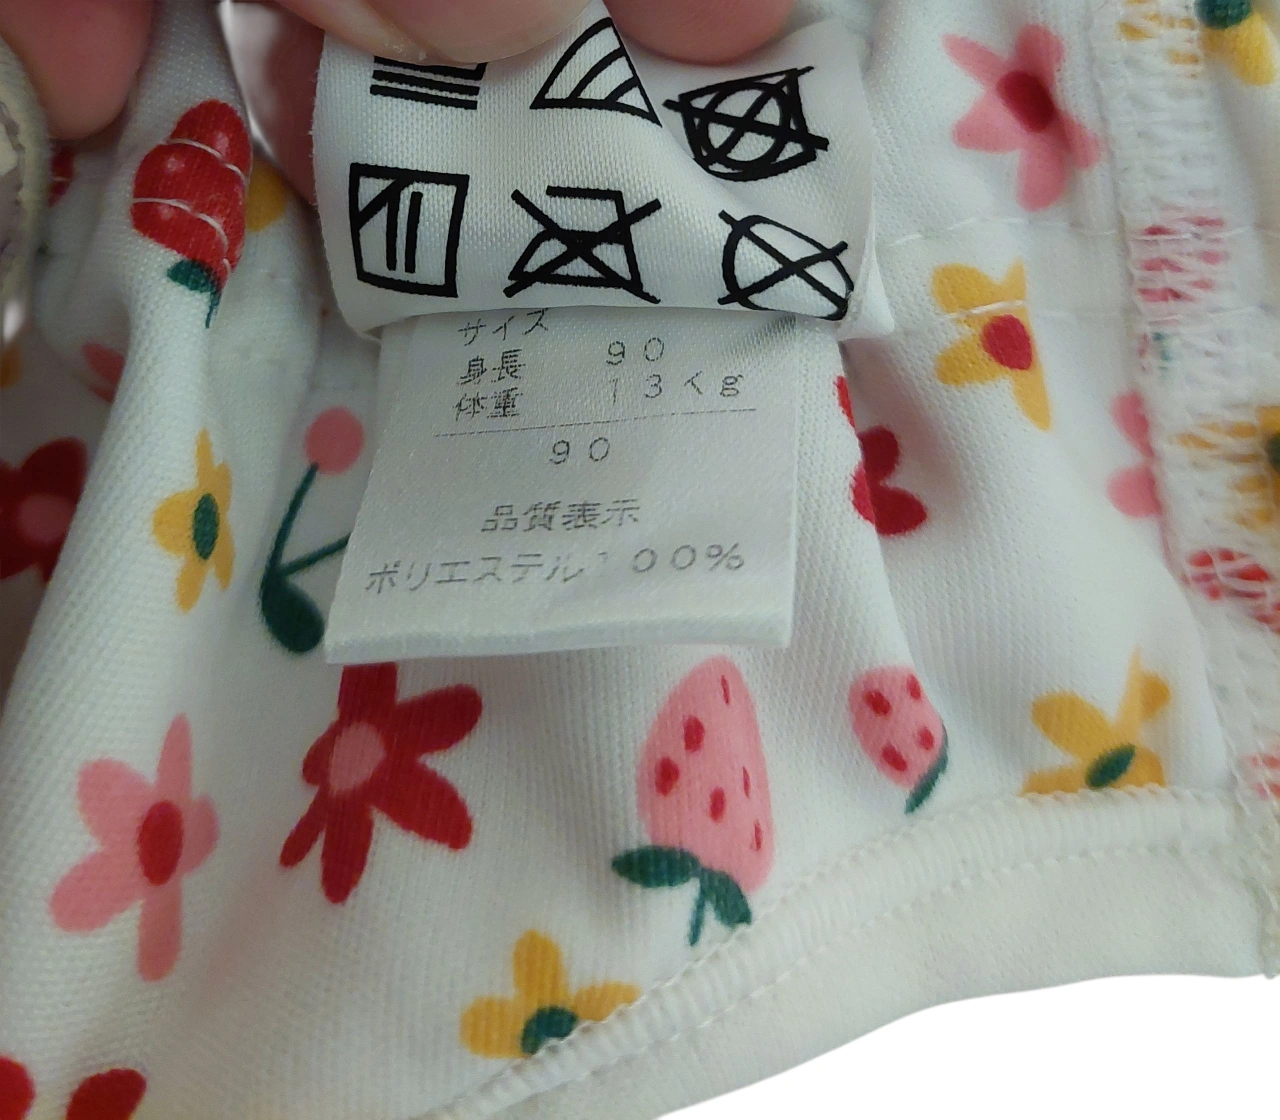 サイズ
身長 90
体重 13kg
90
品質表示
ポリエステル100%